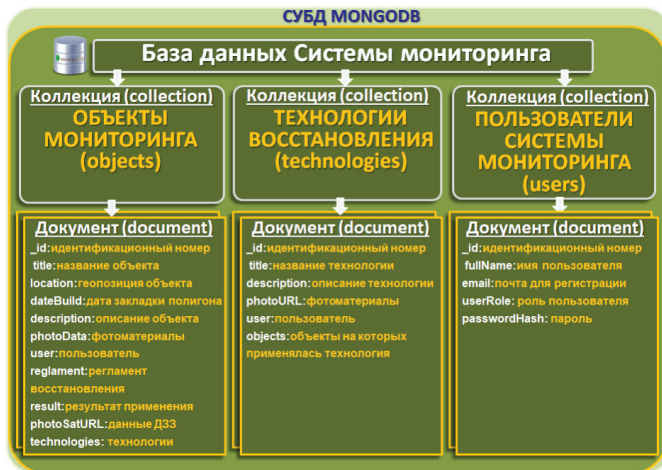 СУБД MONGODB
База данных Системы мониторинга
Коллекция (collection)
ОБЪЕКТЫ
МОНИТОРИНГА
(objects)
Коллекция (collection)
ТЕХНОЛОГИИ
ВОССТАНОВЛЕНИЯ
(technologies)
Коллекция (collection)
ПОЛЬЗОВАТЕЛИ
СИСТЕМЫ
МОНИТОРИНГА
(users)
Документ (document)
_id:идентификационный номер
title:название объекта
location:геопозиция объекта
dateBuild:дата закладки полигона
description:описание объекта
photoData:фотоматериалы
user:пользователь
reglament:регламент
восстановления
result:результат применения
photoSatURL:данные ДЗЗ
technologies: технологии
Документ (document)
_id:идентификационный номер
title:название технологии
description:описание технологии
photoURL:фотоматериалы
user:пользователь
objects:объекты на которых
применялась технология
Документ (document)
_id:идентификационный номер
fullName:имя пользователя
email:почта для регистрации
userRole: роль пользователя
passwordHash: пароль